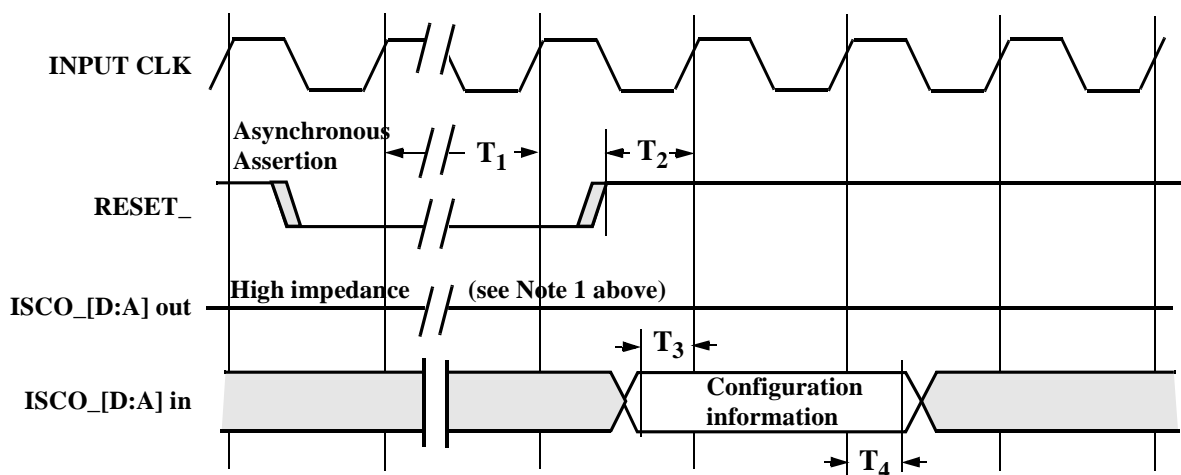 INPUT CLK
Asynchronous
Assertion
T1
T2
RESET_
High impedance
(see Note 1 above)
ISCO_[D:A] out
T3
ISCO_[D:A] in
Configuration
information
T4